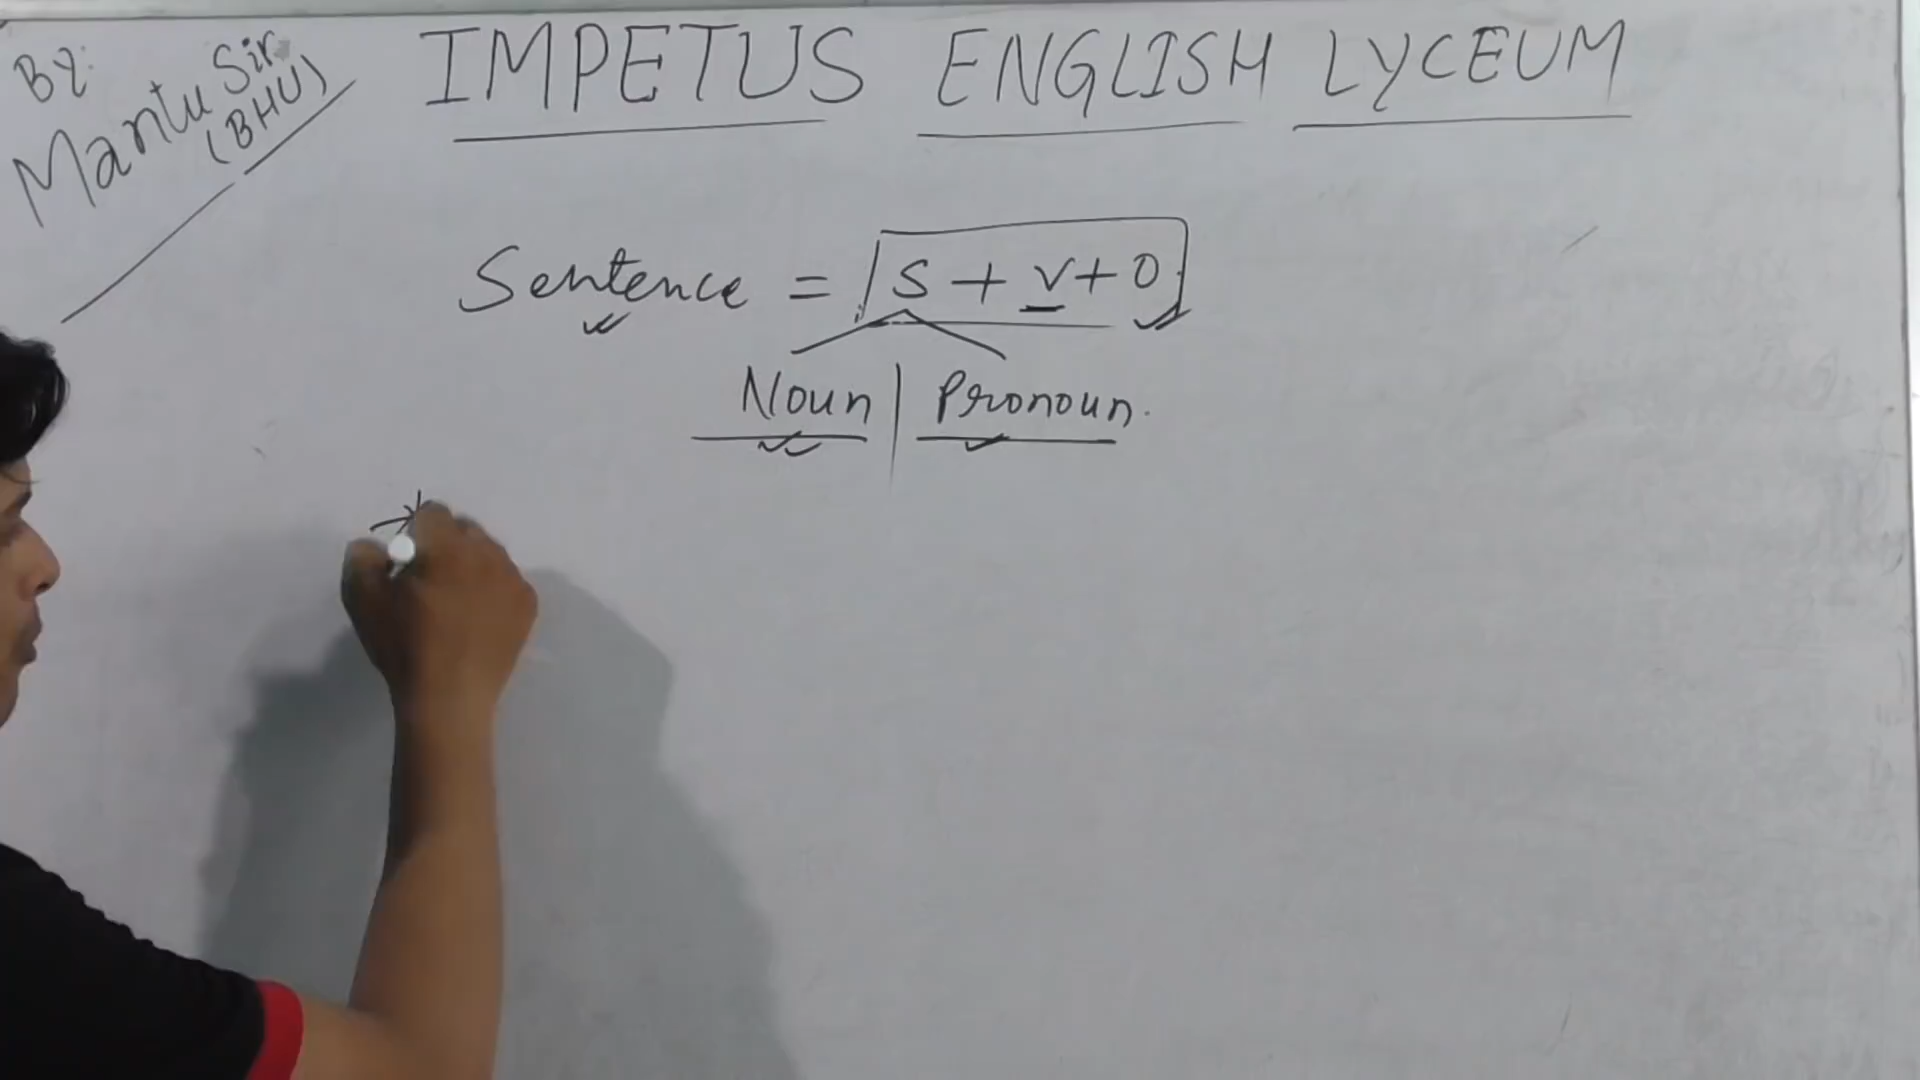 By:
Mantu Sir
(BHU)
IMPETUS ENGLISH LYCEUM
Sentence = S + V + O
Noun | Pronoun.